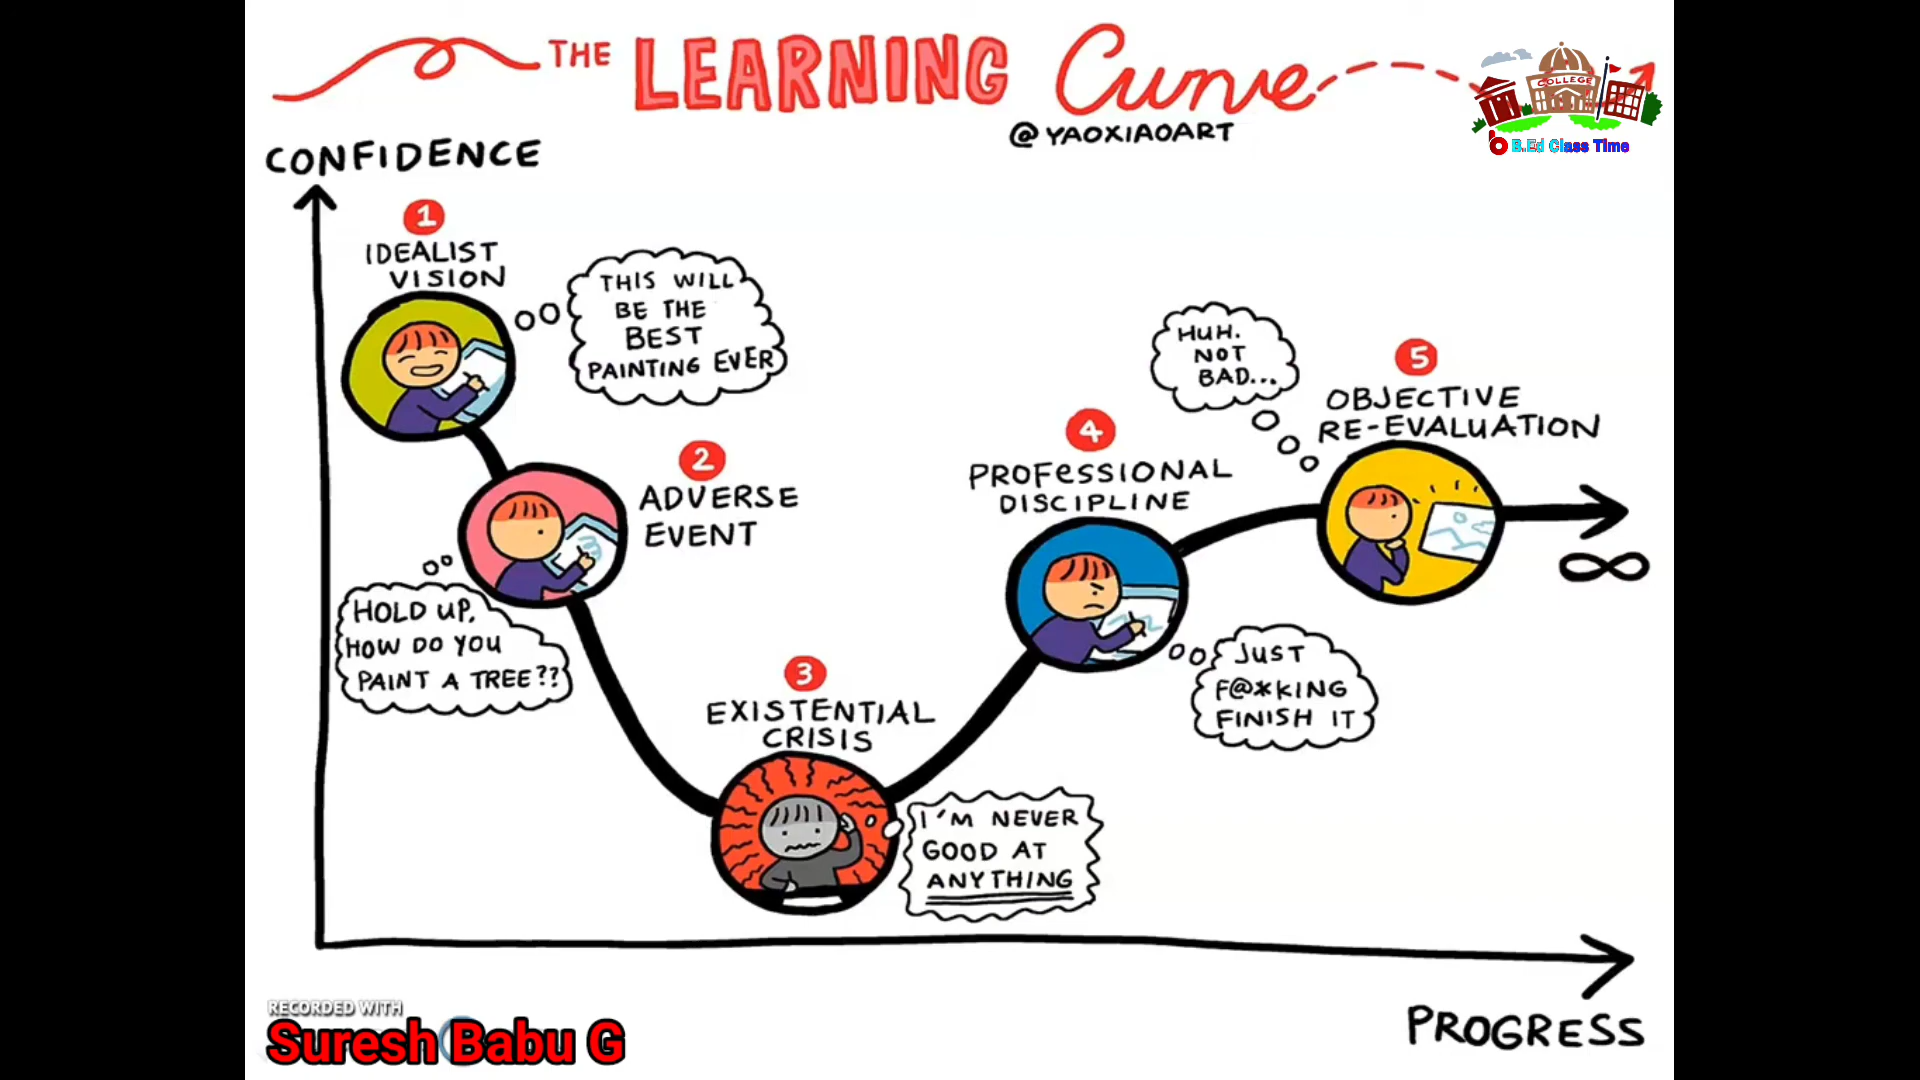 THE LEARNING Curve
@YAOXIAOART
COLLEGE
B.Ed Class Time
CONFIDENCE
1
IDEALIST
VISION
THIS WILL
BE THE
BEST
PAINTING EVER
2
ADVERSE
EVENT
HOLD UP,
HOW DO YOU
PAINT A TREE??
3
EXISTENTIAL
CRISIS
I'M NEVER
GOOD AT
ANYTHING
4
PROFESSIONAL
DISCIPLINE
JUST
F@*KING
FINISH IT
HUH.
NOT
BAD...
5
OBJECTIVE
RE-EVALUATION
∞
PROGRESS
RECORDED WITH
Suresh Babu G